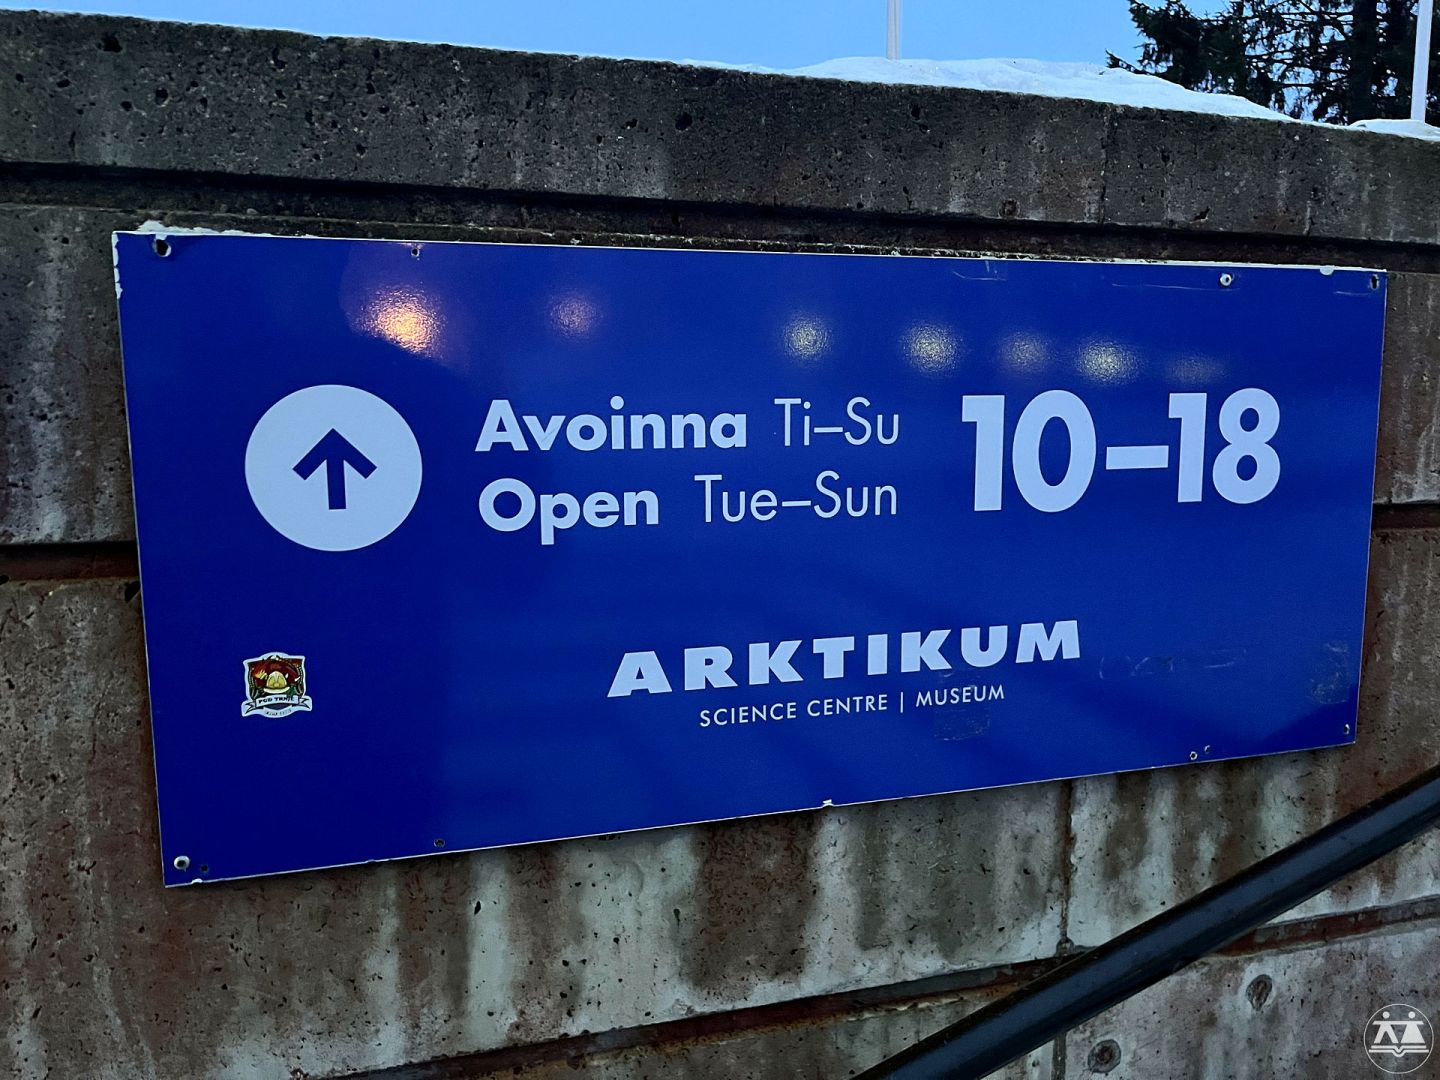 Avoinna Ti–Su 10–18
Open Tue–Sun
ARKTIKUM
SCIENCE CENTRE | MUSEUM